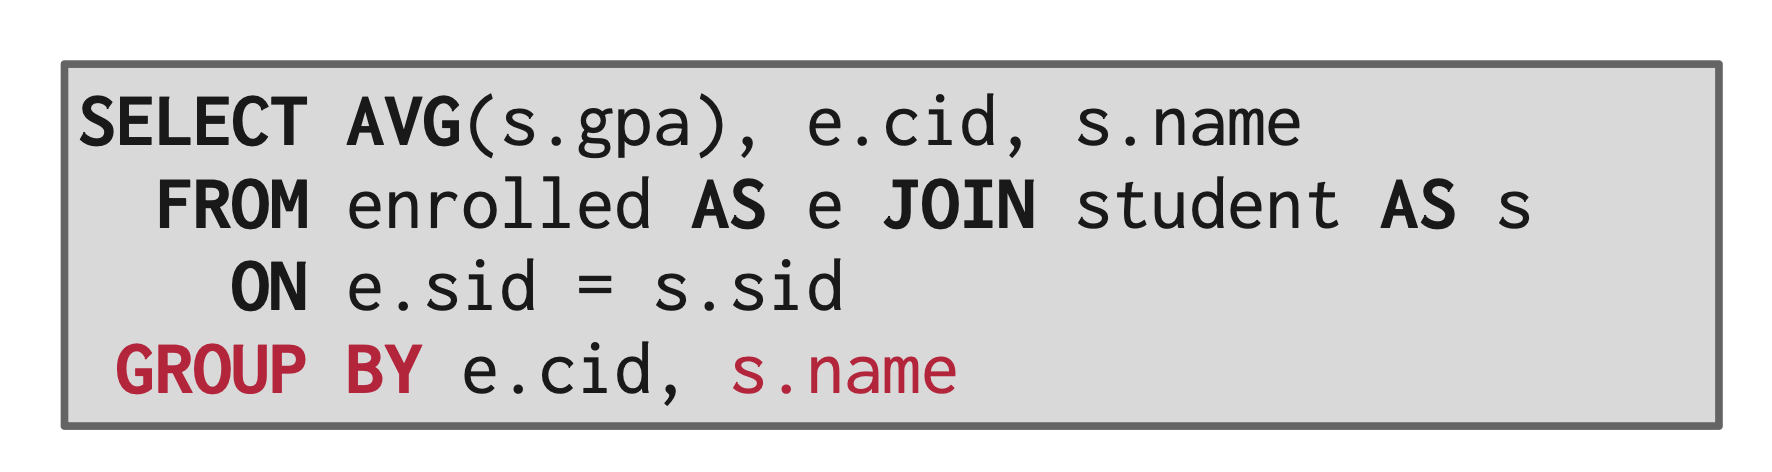 SELECT AVG(s.gpa), e.cid, s.name
FROM enrolled AS e JOIN student AS s
ON e.sid = s.sid
GROUP BY e.cid, s.name